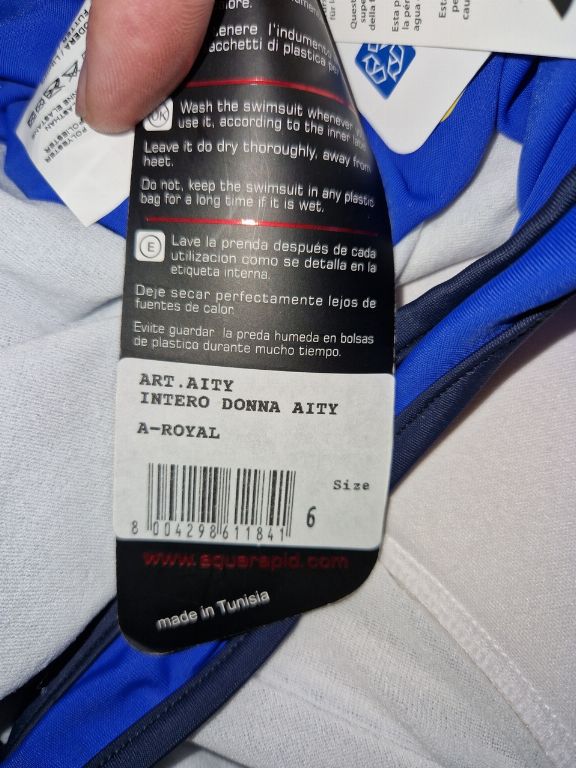 enere l'indumento
acchetti di plastica pe
OK
Wash the swimsuit whenever
use it, according to the inner label
Leave it do dry thoroughly, away from
heet.
Do not, keep the swimsuit in any plastic
bag for a long time if it is wet.
E
Lave la prenda después de cada
utilizacion como se detalla en la
etiqueta interna.
Deje secar perfectamente lejos de
fuentes de calor.
Eviite guardar la preda humeda en bolsas
de plastico durante mucho tiempo.
ART.AITY
INTERO DONNA AITY
A-ROYAL
Size
6
8 004298 611841
www.squarapid.com
made in Tunisia